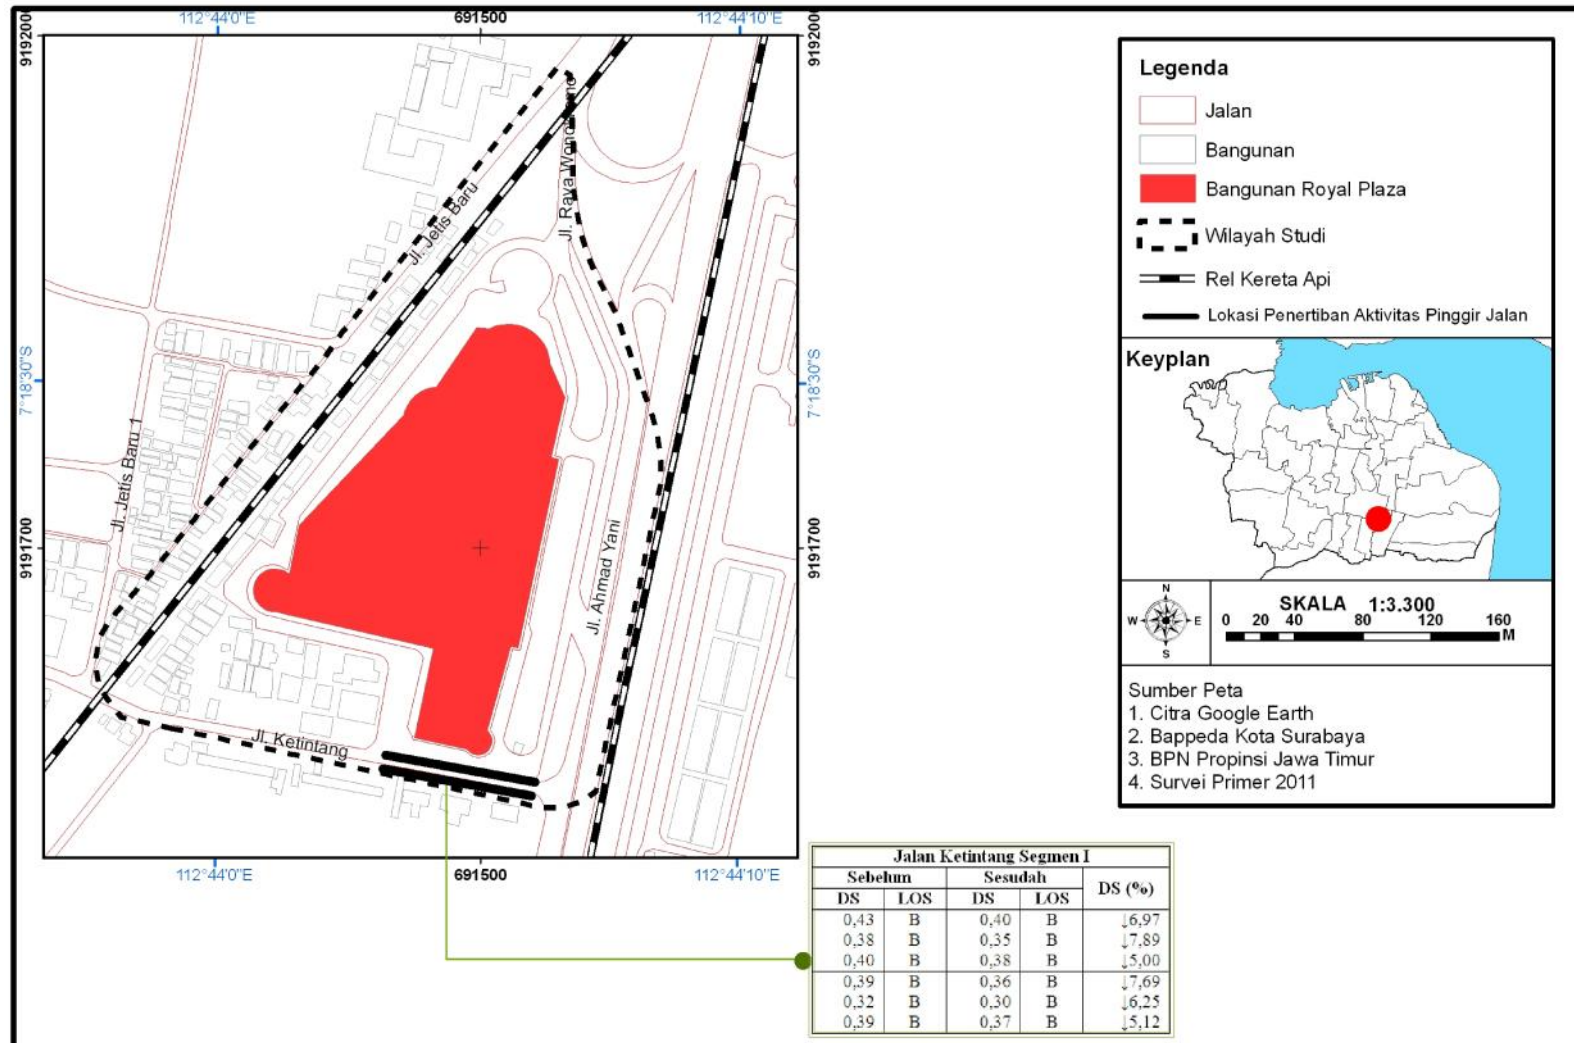 112°44'0"E 691500 112°44'10"E
9192000 9192000
Jl. Raya Wonokromo
Jl. Jetis Baru
7°18'30"S 7°18'30"S
Jl. Jetis Baru 1
9191700 9191700
Jl. Ahmad Yani
Jl. Ketintang
112°44'0"E 691500 112°44'10"E
Legenda
Jalan
Bangunan
Bangunan Royal Plaza
Wilayah Studi
Rel Kereta Api
Lokasi Penertiban Aktivitas Pinggir Jalan
Keyplan
N
W E
S
SKALA 1:3.300
0 20 40 80 120 160
M
Sumber Peta
1. Citra Google Earth
2. Bappeda Kota Surabaya
3. BPN Propinsi Jawa Timur
4. Survei Primer 2011
Jalan Ketintang Segmen I
Sebelum Sesudah DS (%)
DS LOS DS LOS
0,43 B 0,40 B ↓6,97
0,38 B 0,35 B ↓7,89
0,40 B 0,38 B ↓5,00
0,39 B 0,36 B ↓7,69
0,32 B 0,30 B ↓6,25
0,39 B 0,37 B ↓5,12